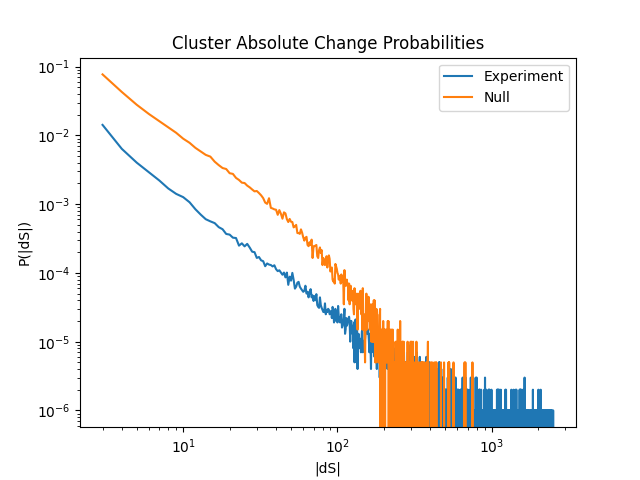 Cluster Absolute Change Probabilities
Experiment
Null
P(|dS|)
10⁻¹
10⁻²
10⁻³
10⁻⁴
10⁻⁵
10⁻⁶
10¹
10²
10³
|dS|